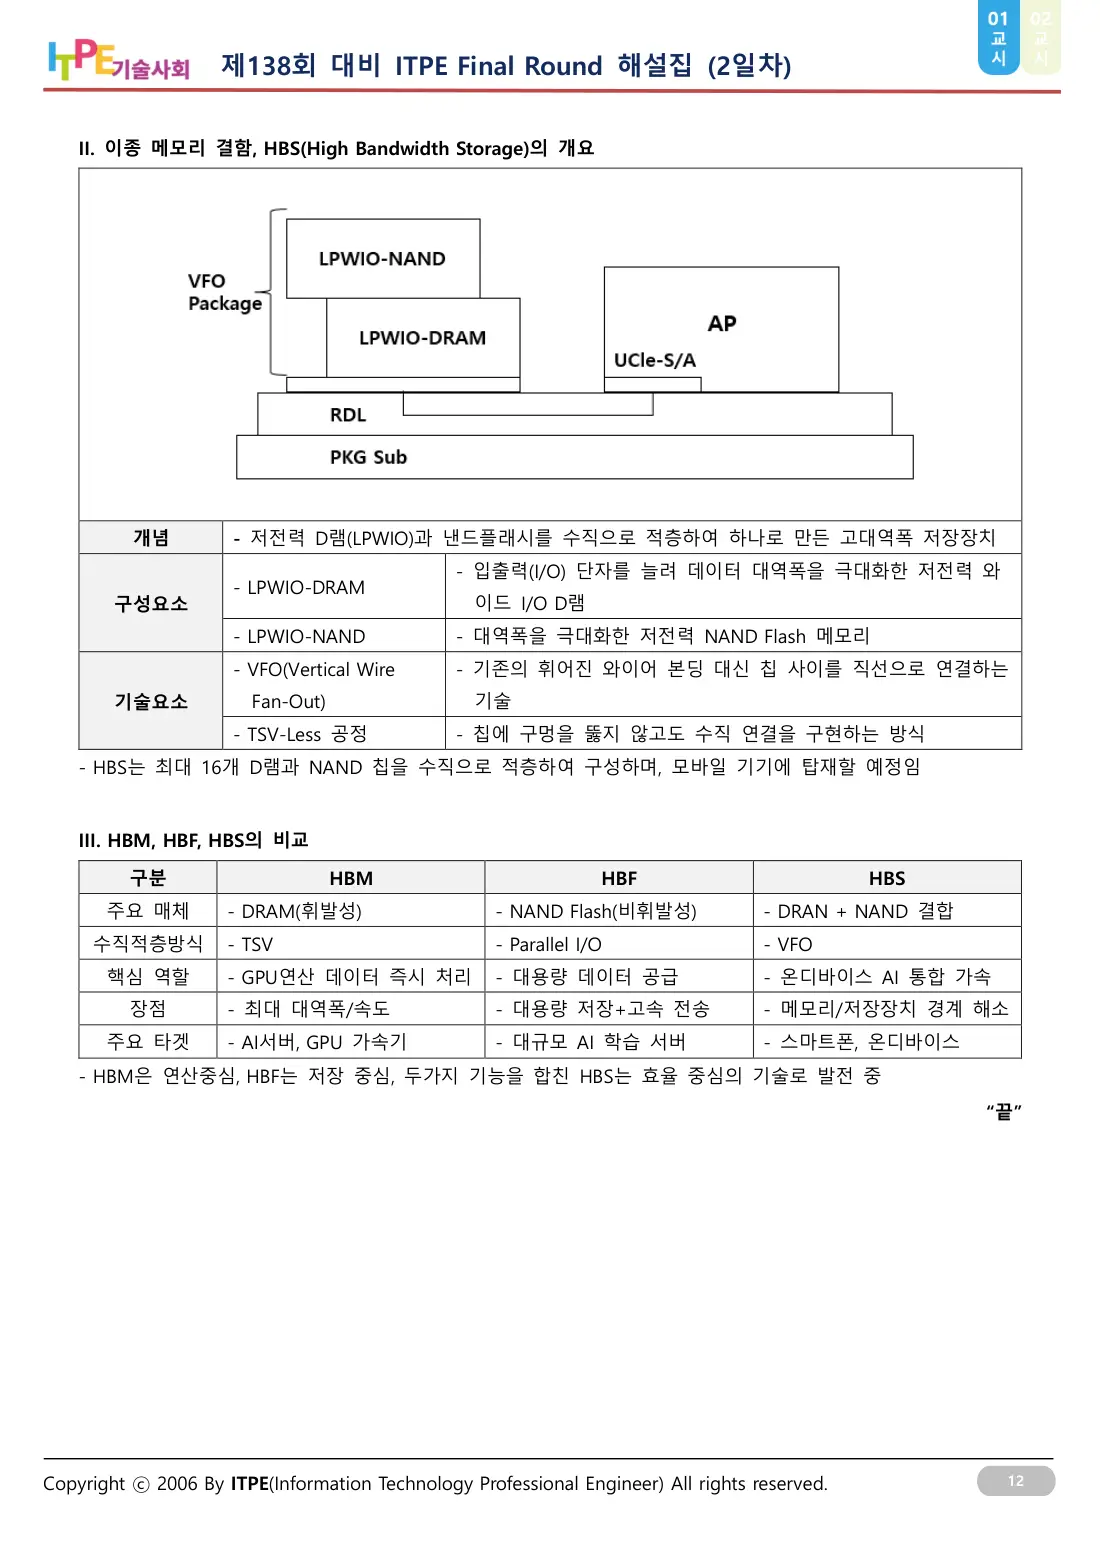 01
교
시
02
교
시
ITPE기술사회 제138회 대비 ITPE Final Round 해설집 (2일차)
II. 이종 메모리 결함, HBS(High Bandwidth Storage)의 개요
LPWIO-NAND
VFO
Package
LPWIO-DRAM
AP
UCle-S/A
RDL
PKG Sub
개념 - 저전력 D램(LPWIO)과 낸드플래시를 수직으로 적층하여 하나로 만든 고대역폭 저장장치
구성요소 - LPWIO-DRAM - 입출력(I/O) 단자를 늘려 데이터 대역폭을 극대화한 저전력 와
이드 I/O D램
- LPWIO-NAND - 대역폭을 극대화한 저전력 NAND Flash 메모리
기술요소 - VFO(Vertical Wire - 기존의 휘어진 와이어 본딩 대신 칩 사이를 직선으로 연결하는
Fan-Out) 기술
- TSV-Less 공정 - 칩에 구멍을 뚫지 않고도 수직 연결을 구현하는 방식
- HBS는 최대 16개 D램과 NAND 칩을 수직으로 적층하여 구성하며, 모바일 기기에 탑재할 예정임
III. HBM, HBF, HBS의 비교
구분 HBM HBF HBS
주요 매체 - DRAM(휘발성) - NAND Flash(비휘발성) - DRAN + NAND 결합
수직적층방식 - TSV - Parallel I/O - VFO
핵심 역할 - GPU연산 데이터 즉시 처리 - 대용량 데이터 공급 - 온디바이스 AI 통합 가속
장점 - 최대 대역폭/속도 - 대용량 저장+고속 전송 - 메모리/저장장치 경계 해소
주요 타겟 - AI서버, GPU 가속기 - 대규모 AI 학습 서버 - 스마트폰, 온디바이스
- HBM은 연산중심, HBF는 저장 중심, 두가지 기능을 합친 HBS는 효율 중심의 기술로 발전 중
“끝”
Copyright ⓒ 2006 By ITPE(Information Technology Professional Engineer) All rights reserved. 12